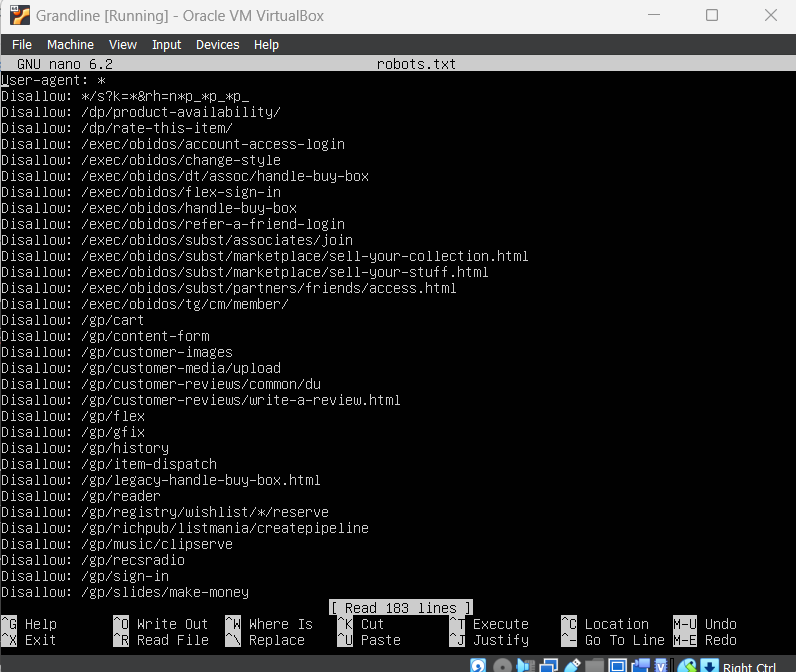 Grandline [Running] - Oracle VM VirtualBox
File Machine View Input Devices Help
GNU nano 6.2 robots.txt
User-agent: *
Disallow: */s?k=*&rh=n*p_*p_*p_
Disallow: /dp/product-availability/
Disallow: /dp/rate-this-item/
Disallow: /exec/obidos/account-access-login
Disallow: /exec/obidos/change-style
Disallow: /exec/obidos/dt/assoc/handle-buy-box
Disallow: /exec/obidos/flex-sign-in
Disallow: /exec/obidos/handle-buy-box
Disallow: /exec/obidos/refer-a-friend-login
Disallow: /exec/obidos/subst/associates/join
Disallow: /exec/obidos/subst/marketplace/sell-your-collection.html
Disallow: /exec/obidos/subst/marketplace/sell-your-stuff.html
Disallow: /exec/obidos/subst/partners/friends/access.html
Disallow: /exec/obidos/tg/cm/member/
Disallow: /gp/cart
Disallow: /gp/content-form
Disallow: /gp/customer-images
Disallow: /gp/customer-media/upload
Disallow: /gp/customer-reviews/common/du
Disallow: /gp/customer-reviews/write-a-review.html
Disallow: /gp/flex
Disallow: /gp/gfix
Disallow: /gp/history
Disallow: /gp/item-dispatch
Disallow: /gp/legacy-handle-buy-box.html
Disallow: /gp/reader
Disallow: /gp/registry/wishlist/*/reserve
Disallow: /gp/richpub/listmania/createpipeline
Disallow: /gp/music/clipserve
Disallow: /gp/recsradio
Disallow: /gp/sign-in
Disallow: /gp/slides/make-money
[ Read 183 lines ]
^G Help ^O Write Out ^W Where Is ^K Cut ^T Execute ^C Location M-U Undo
^X Exit ^R Read File ^\ Replace ^U Paste ^J Justify ^- Go To Line M-E Redo
Right Ctrl